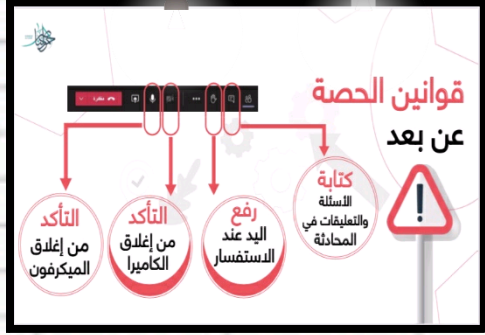 قوانين الحصة
عن بعد
كتابة
الأسئلة
والتعليقات في
المحادثة
رفع
اليد عند
الاستفسار
التأكد
من إغلاق
الكاميرا
التأكد
من إغلاق
الميكرفون